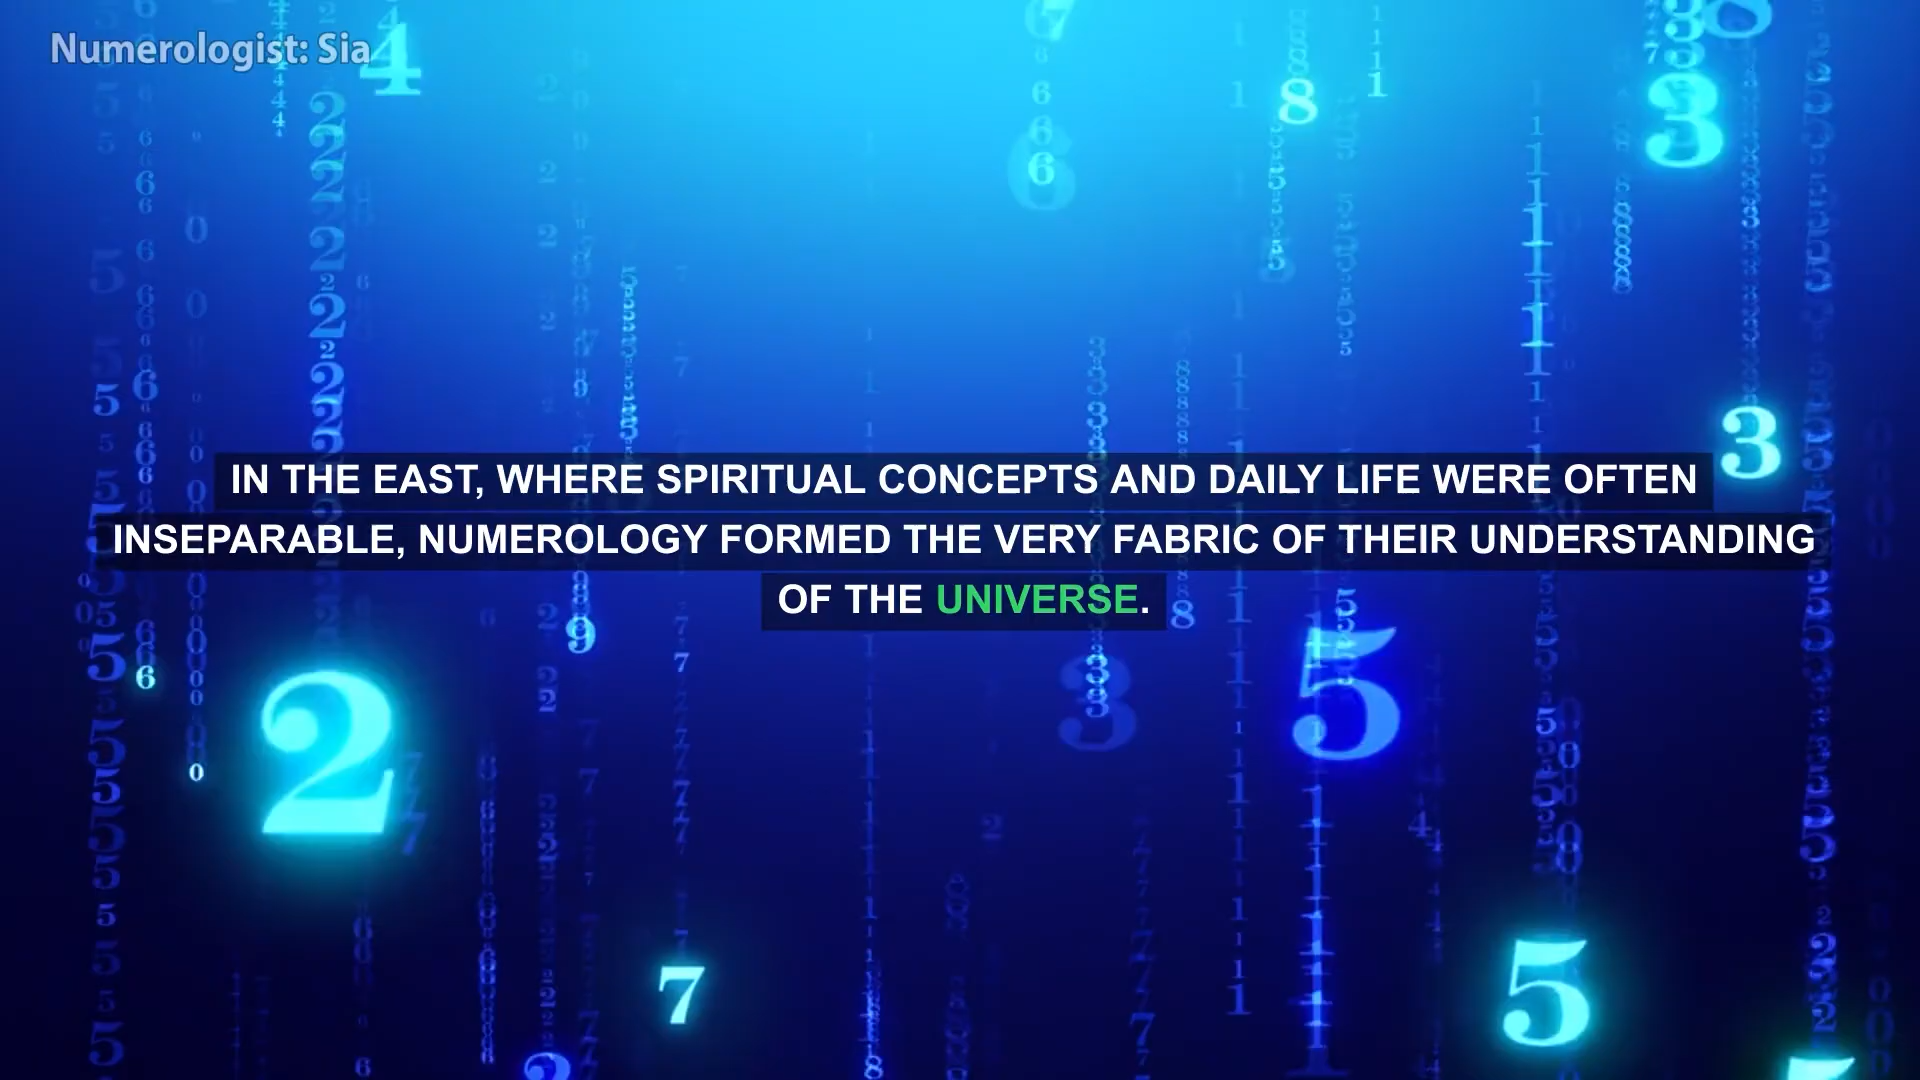 Numerologist: Sia
IN THE EAST, WHERE SPIRITUAL CONCEPTS AND DAILY LIFE WERE OFTEN
INSEPARABLE, NUMEROLOGY FORMED THE VERY FABRIC OF THEIR UNDERSTANDING
OF THE UNIVERSE.